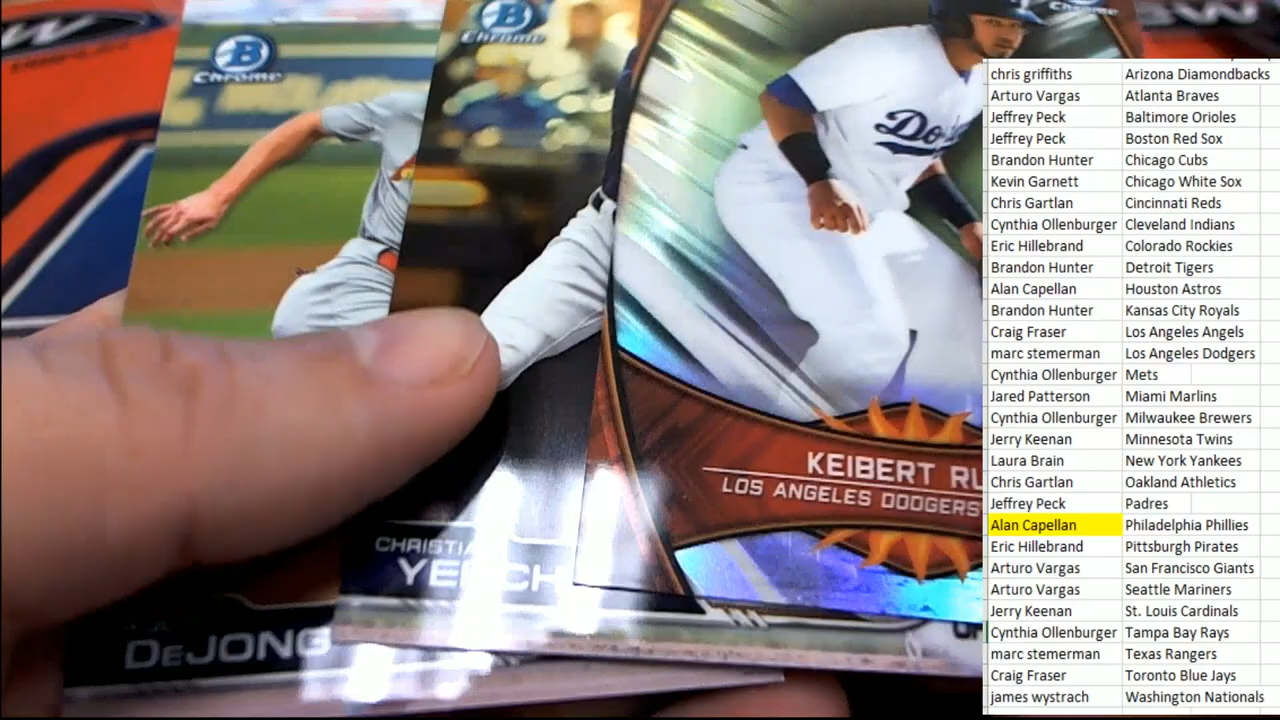 Chrome
Chrome
Do
KEIBERT RU
LOS ANGELES DODGERS
YE
DEJONG
chris griffiths Arizona Diamondbacks
Arturo Vargas Atlanta Braves
Jeffrey Peck Baltimore Orioles
Jeffrey Peck Boston Red Sox
Brandon Hunter Chicago Cubs
Kevin Garnett Chicago White Sox
Chris Gartlan Cincinnati Reds
Cynthia Ollenburger Cleveland Indians
Eric Hillebrand Colorado Rockies
Brandon Hunter Detroit Tigers
Alan Capellan Houston Astros
Brandon Hunter Kansas City Royals
Craig Fraser Los Angeles Angels
marc stemerman Los Angeles Dodgers
Cynthia Ollenburger Mets
Jared Patterson Miami Marlins
Cynthia Ollenburger Milwaukee Brewers
Jerry Keenan Minnesota Twins
Laura Brain New York Yankees
Chris Gartlan Oakland Athletics
Jeffrey Peck Padres
Alan Capellan Philadelphia Phillies
Eric Hillebrand Pittsburgh Pirates
Arturo Vargas San Francisco Giants
Arturo Vargas Seattle Mariners
Jerry Keenan St. Louis Cardinals
Cynthia Ollenburger Tampa Bay Rays
marc stemerman Texas Rangers
Craig Fraser Toronto Blue Jays
james wystrach Washington Nationals